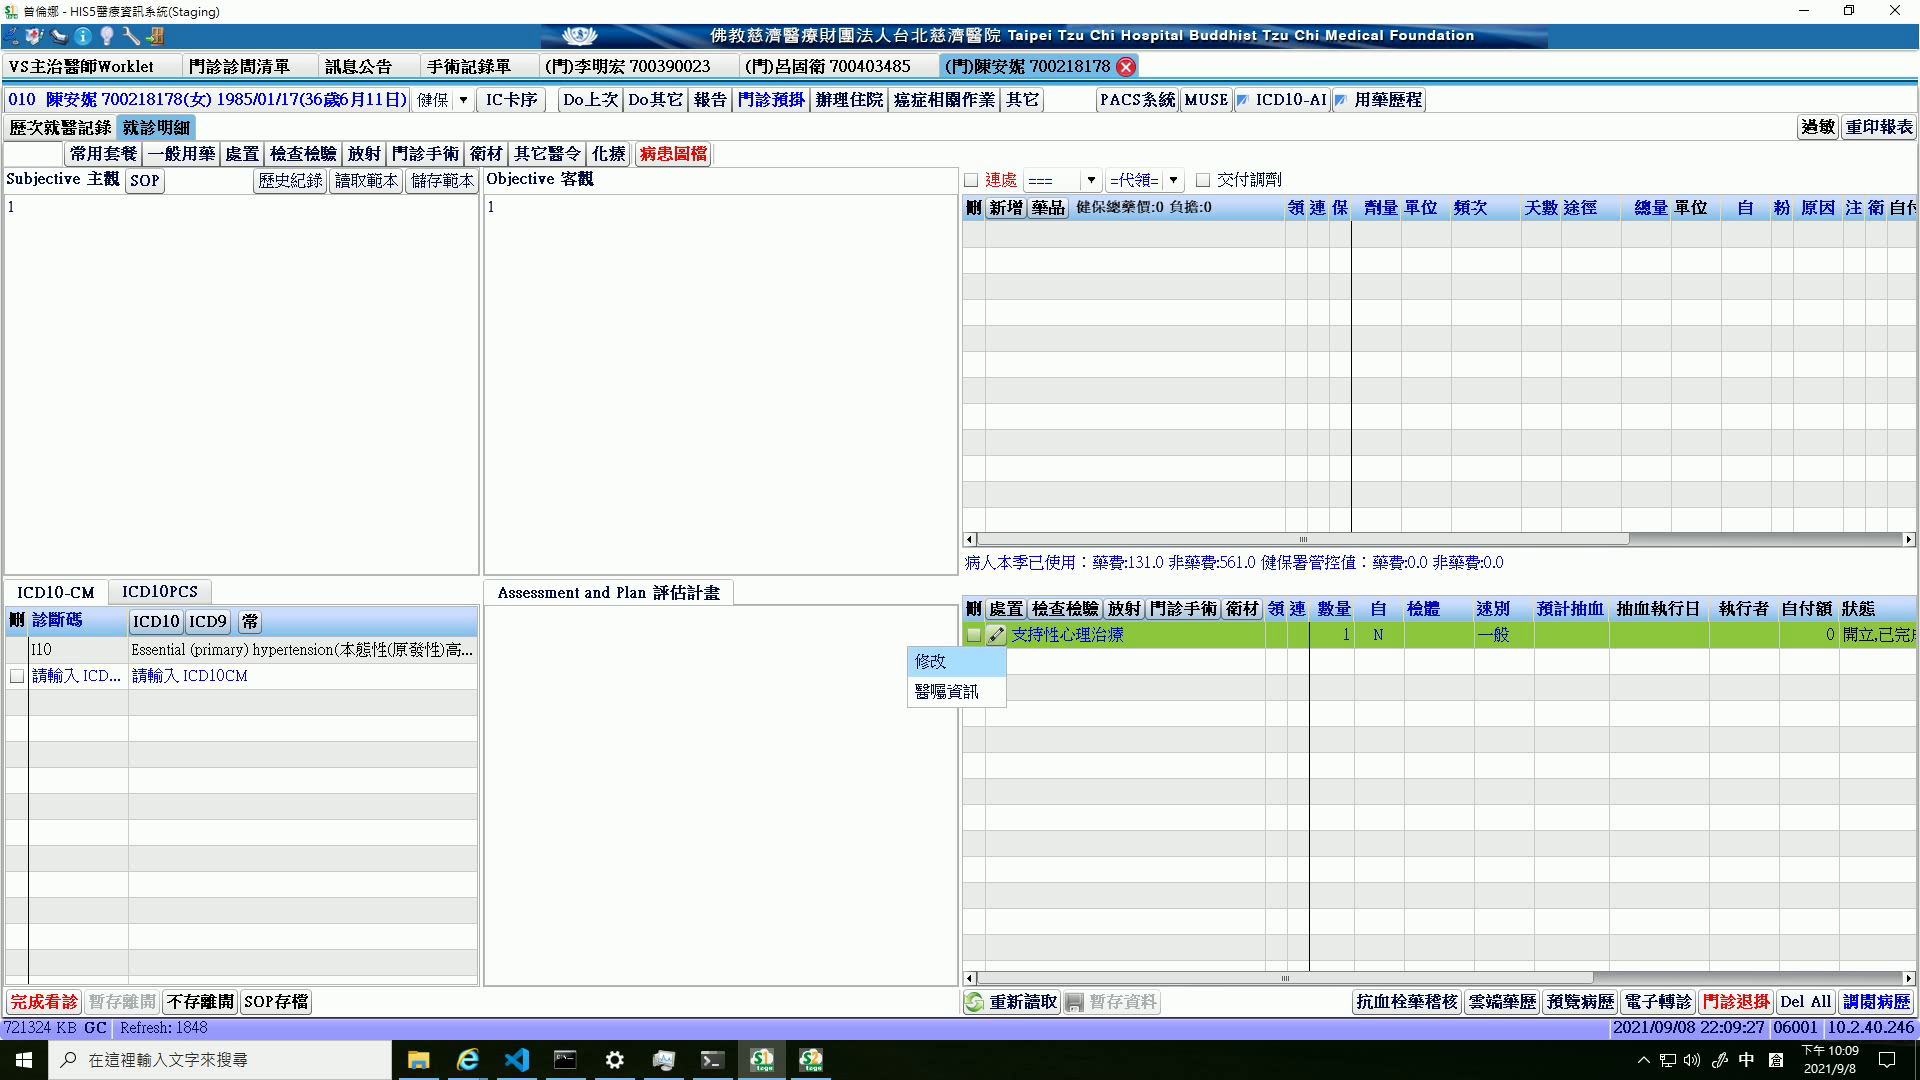 曾倫娜 - HIS5醫療資訊系統(Staging)
佛教慈濟醫療財團法人台北慈濟醫院 Taipei Tzu Chi Hospital Buddhist Tzu Chi Medical Foundation
VS主治醫師Worklet 門診診間清單 訊息公告 手術記錄單 (門)李明宏 700390023 (門)呂固衛 700403485 (門)陳安妮 700218178
010 陳安妮 700218178(女) 1985/01/17(36歲6月11日) 健保 IC卡序 Do上次 Do其它 報告 門診預掛 辦理住院 癌症相關作業 其它 PACS系統 MUSE ICD10-AI 用藥歷程
歷次就醫記錄 就診明細 過敏 重印報表
常用套餐 一般用藥 處置 檢查檢驗 放射 門診手術 衛材 其它醫令 化療 病患圖檔
Subjective 主觀 SOP 歷史紀錄 讀取範本 儲存範本 Objective 客觀 連處 === =代領= 交付調劑
1 1
刪 新增 藥品 健保總藥價:0 負擔:0 領 連 保 劑量 單位 頻次 天數 途徑 總量 單位 自 粉 原因 注 衛 自付
病人本季已使用：藥費:131.0 非藥費:561.0 健保署管控值：藥費:0.0 非藥費:0.0
ICD10-CM ICD10PCS Assessment and Plan 評估計畫
刪 診斷碼 ICD10 ICD9 常
I10 Essential (primary) hypertension(本態性(原發性)高...
請輸入 ICD... 請輸入 ICD10CM
刪 處置 檢查檢驗 放射 門診手術 衛材 領 連 數量 自 檢體 速別 預計抽血 抽血執行日 執行者 自付額 狀態
支持性心理治療 1 N 一般 0 開立,已完成
修改
醫囑資訊
完成看診 暫存離開 不存離開 SOP存檔 重新讀取 暫存資料 抗血栓藥稽核 雲端藥歷 預覽病歷 電子轉診 門診退掛 Del All 調閱病歷
721324 KB GC Refresh: 1848 2021/09/08 22:09:27 06001 10.2.40.246
在這裡輸入文字來搜尋 中 下午 10:09
2021/9/8